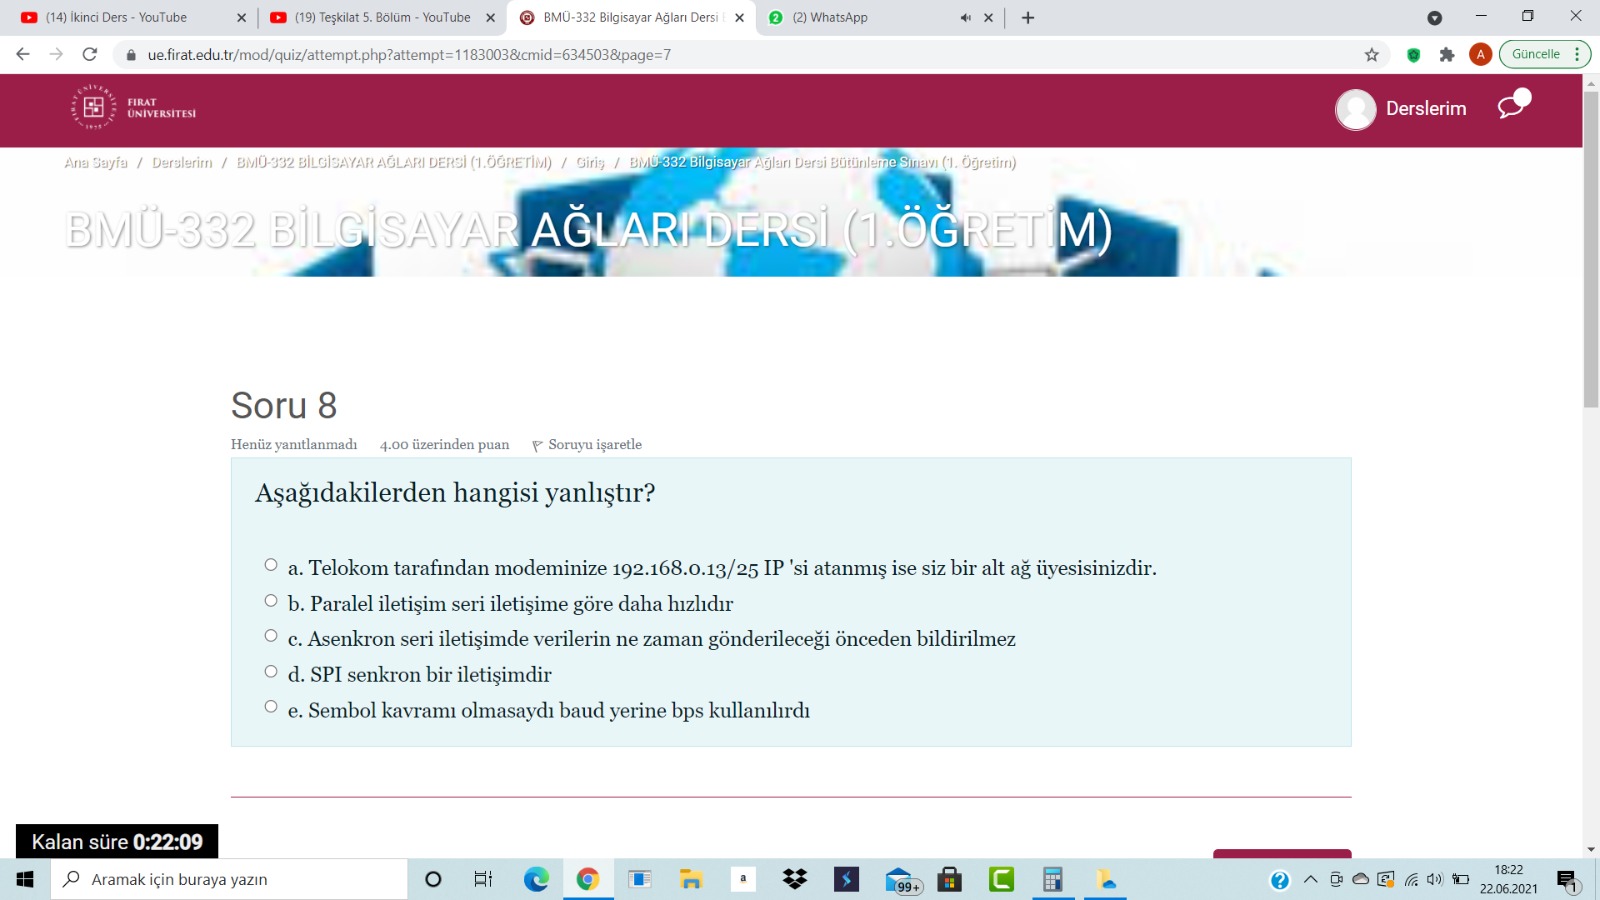 (14) İkinci Ders - YouTube
(19) Teşkilat 5. Bölüm - YouTube
BMÜ-332 Bilgisayar Ağları Dersi
(2) WhatsApp
ue.firat.edu.tr/mod/quiz/attempt.php?attempt=1183003&cmid=634503&page=7
A
Güncelle
FIRAT
ÜNİVERSİTESİ
Derslerim
Ana Sayfa / Derslerim / BMÜ-332 BİLGİSAYAR AĞLARI DERSİ (1.ÖĞRETİM) / Giriş / BMÜ-332 Bilgisayar Ağları Dersi Bütünleme Sınavı (1. Öğretim)
BMÜ-332 BİLGİSAYAR AĞLARI DERSİ (1.ÖĞRETİM)
Soru 8
Henüz yanıtlanmadı 4.00 üzerinden puan Soruyu işaretle
Aşağıdakilerden hangisi yanlıştır?
a. Telokom tarafından modeminize 192.168.0.13/25 IP 'si atanmış ise siz bir alt ağ üyesisinizdir.
b. Paralel iletişim seri iletişime göre daha hızlıdır
c. Asenkron seri iletişimde verilerin ne zaman gönderileceği önceden bildirilmez
d. SPI senkron bir iletişimdir
e. Sembol kavramı olmasaydı baud yerine bps kullanılırdı
Kalan süre 0:22:09
Aramak için buraya yazın
a
99+
18:22
22.06.2021
1